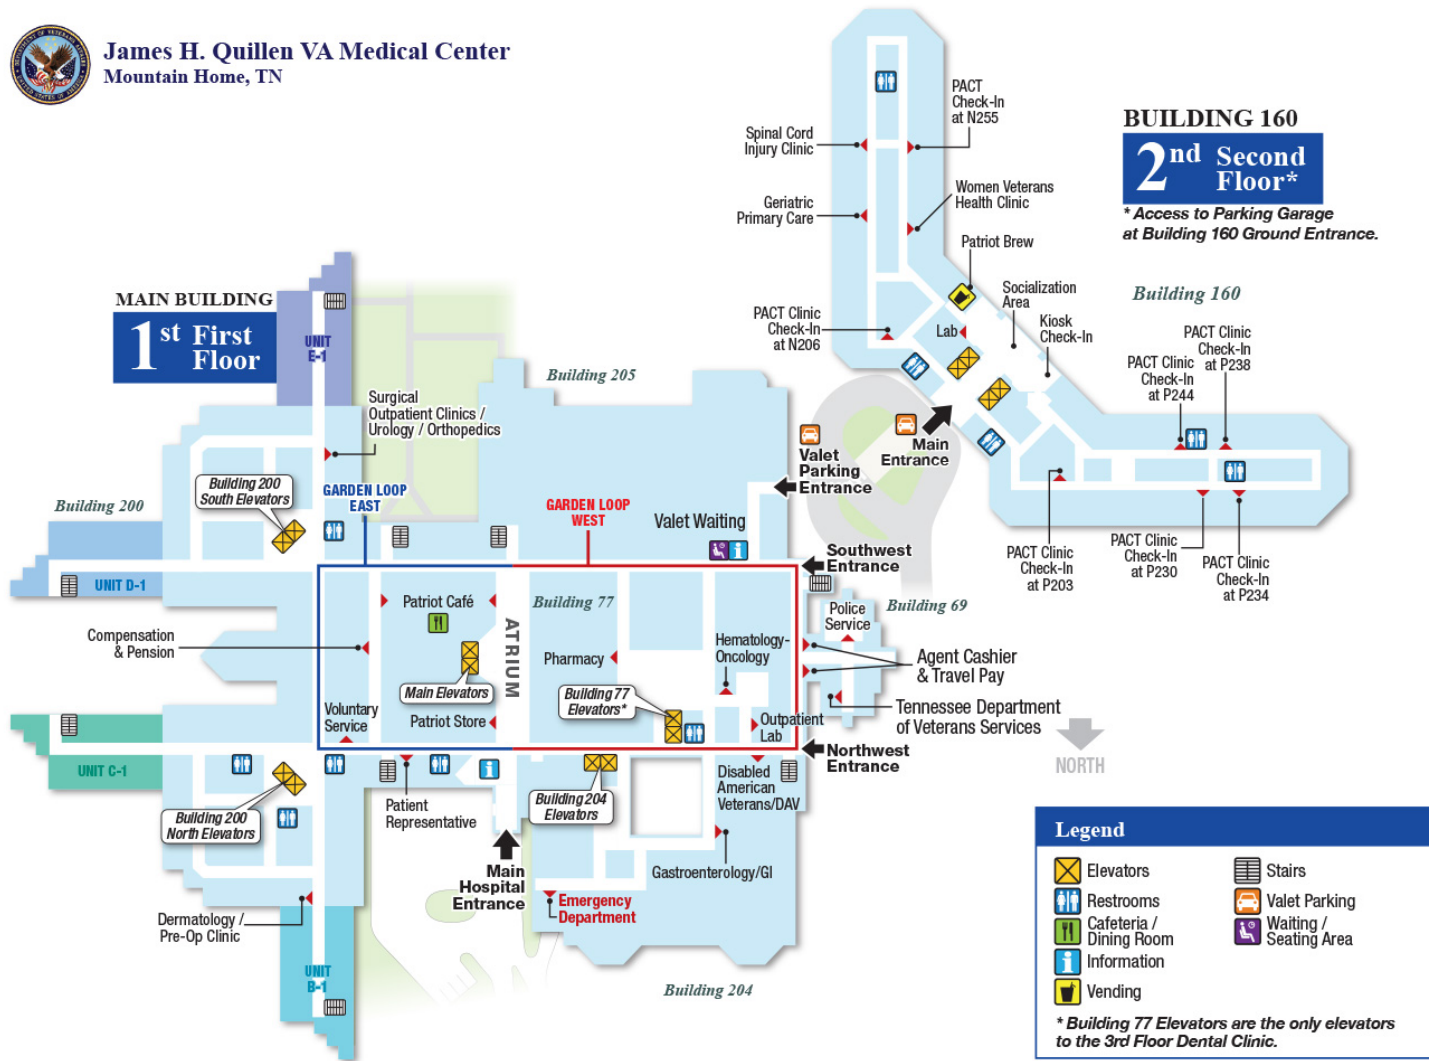 James H. Quillen VA Medical Center
Mountain Home, TN
BUILDING 160
2nd Second
Floor*
* Access to Parking Garage
at Building 160 Ground Entrance.
Building 160
PACT
Check-In
at N255
Spinal Cord
Injury Clinic
Women Veterans
Health Clinic
Geriatric
Primary Care
Patriot Brew
Socialization
Area
Kiosk
Check-In
PACT Clinic
Check-In
at N206
Lab
PACT Clinic
Check-In
at P238
PACT Clinic
Check-In
at P244
Main
Entrance
PACT Clinic
Check-In
at P203
PACT Clinic
Check-In
at P230
PACT Clinic
Check-In
at P234
MAIN BUILDING
1st First
Floor
UNIT
E-1
Building 205
Surgical
Outpatient Clinics /
Urology / Orthopedics
Valet
Parking
Entrance
Building 200
South Elevators
GARDEN LOOP
EAST
GARDEN LOOP
WEST
Building 200
Valet Waiting
Southwest
Entrance
UNIT D-1
Patriot Café
ATRIUM
Building 77
Building 69
Police
Service
Compensation
& Pension
Pharmacy
Hematology-
Oncology
Agent Cashier
& Travel Pay
Main Elevators
Building 77
Elevators*
Voluntary
Service
Patriot Store
Outpatient
Lab
Tennessee Department
of Veterans Services
Northwest
Entrance
NORTH
UNIT C-1
Building 200
North Elevators
Patient
Representative
Building 204
Elevators
Disabled
American
Veterans/DAV
Main
Hospital
Entrance
Gastroenterology/GI
Emergency
Department
Dermatology /
Pre-Op Clinic
UNIT
B-1
Building 204
Legend
Elevators
Restrooms
Cafeteria /
Dining Room
Information
Vending
Stairs
Valet Parking
Waiting /
Seating Area
* Building 77 Elevators are the only elevators
to the 3rd Floor Dental Clinic.